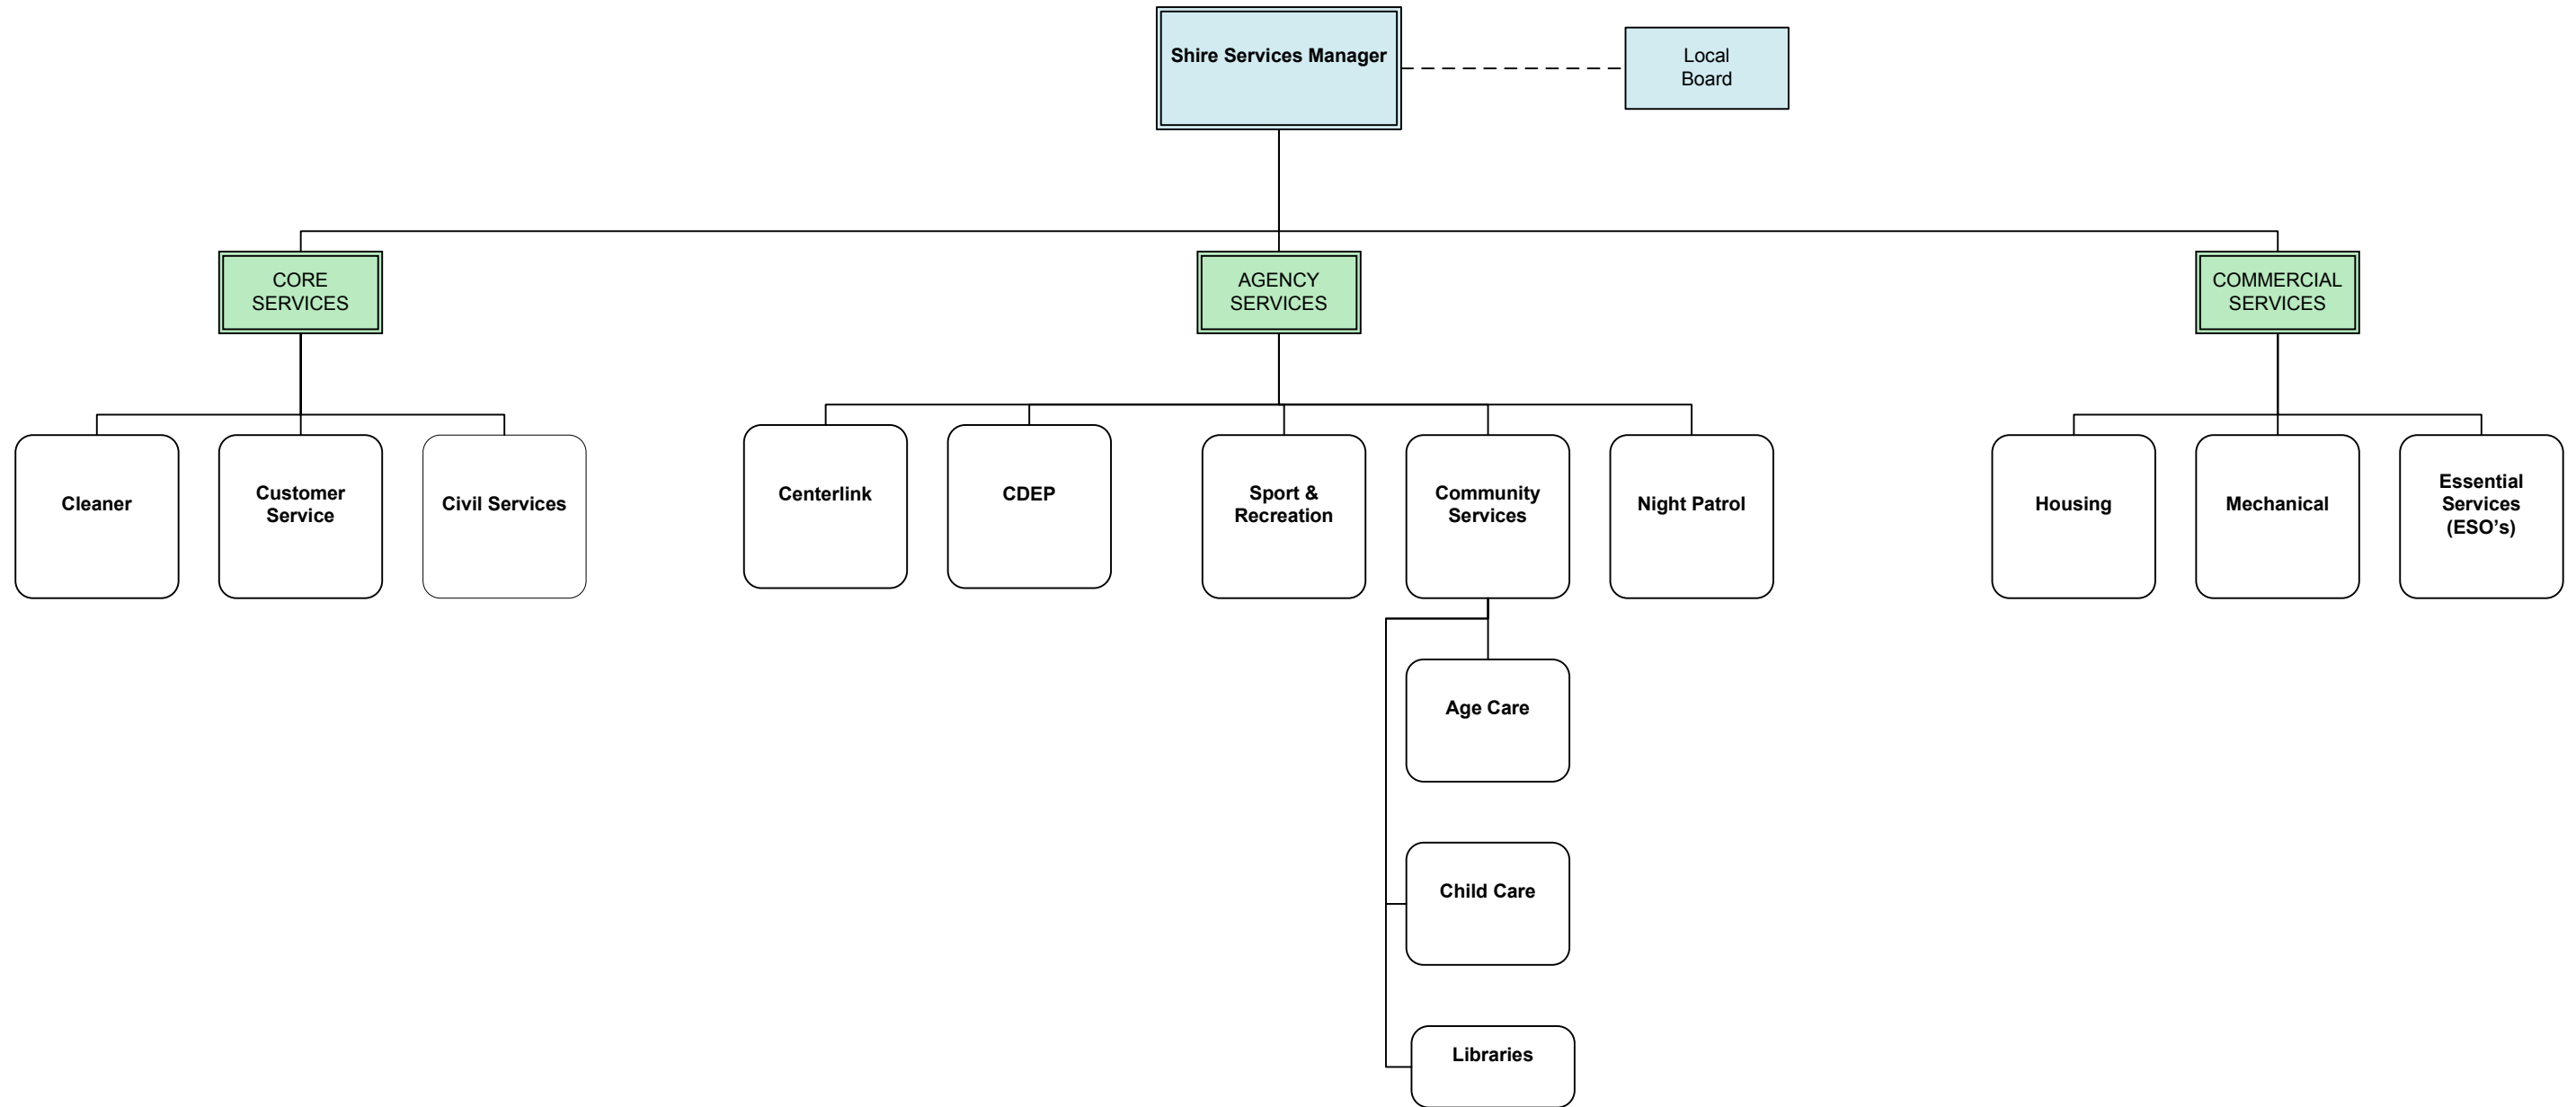 Shire Services Manager
Local
Board
CORE
SERVICES
AGENCY
SERVICES
COMMERCIAL
SERVICES
Cleaner
Customer
Service
Civil Services
Centerlink
CDEP
Sport &
Recreation
Community
Services
Night Patrol
Housing
Mechanical
Essential
Services
(ESO’s)
Age Care
Child Care
Libraries